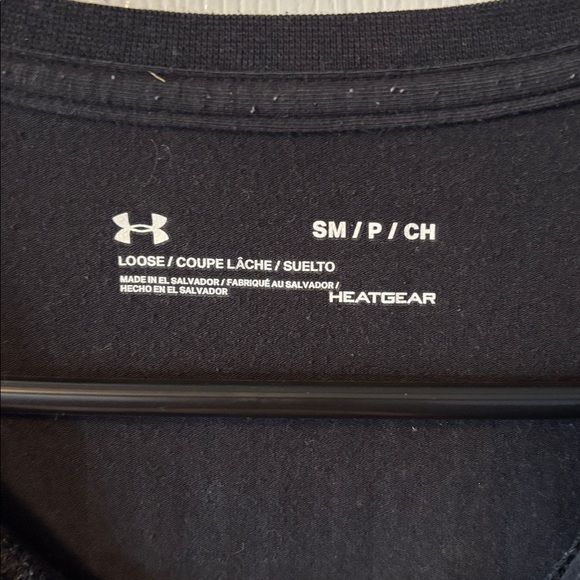 SM / P / CH
LOOSE / COUPE LÂCHE / SUELTO
MADE IN EL SALVADOR / FABRIQUÉ AU SALVADOR /
HECHO EN EL SALVADOR
HEATGEAR